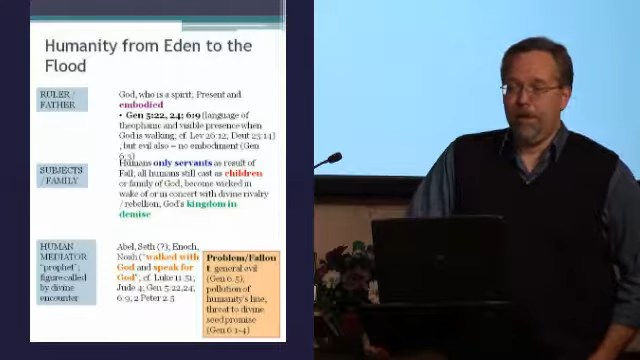 Humanity from Eden to the
Flood
RULER /
FATHER
God, who is a spirit; Present and
embodied
• Gen 5:22, 24; 6:9 (language of
theophanic and visible presence when
God is walking; cf. Lev 26:12; Deut 23:14)
, but evil also – no embodiment (Gen
6:3)
SUBJECTS
/ FAMILY
Humans only servants as result of
Fall; all humans still cast as children
or family of God, become wicked in
wake of or in concert with divine rivalry
/ rebellion; God's kingdom in
demise
HUMAN
MEDIATOR
"prophet";
figure called
by divine
encounter
Abel, Seth (?); Enoch,
Noah ("walked with
God and speak for
God", cf. Luke 11:51;
Jude 4; Gen 5:22,24;
6:9; 2 Peter 2:5
Problem/Fallou
t: general evil
(Gen 6:5), 
pollution of
humanity's line,
threat to divine
seed promise
(Gen 6:1-4)